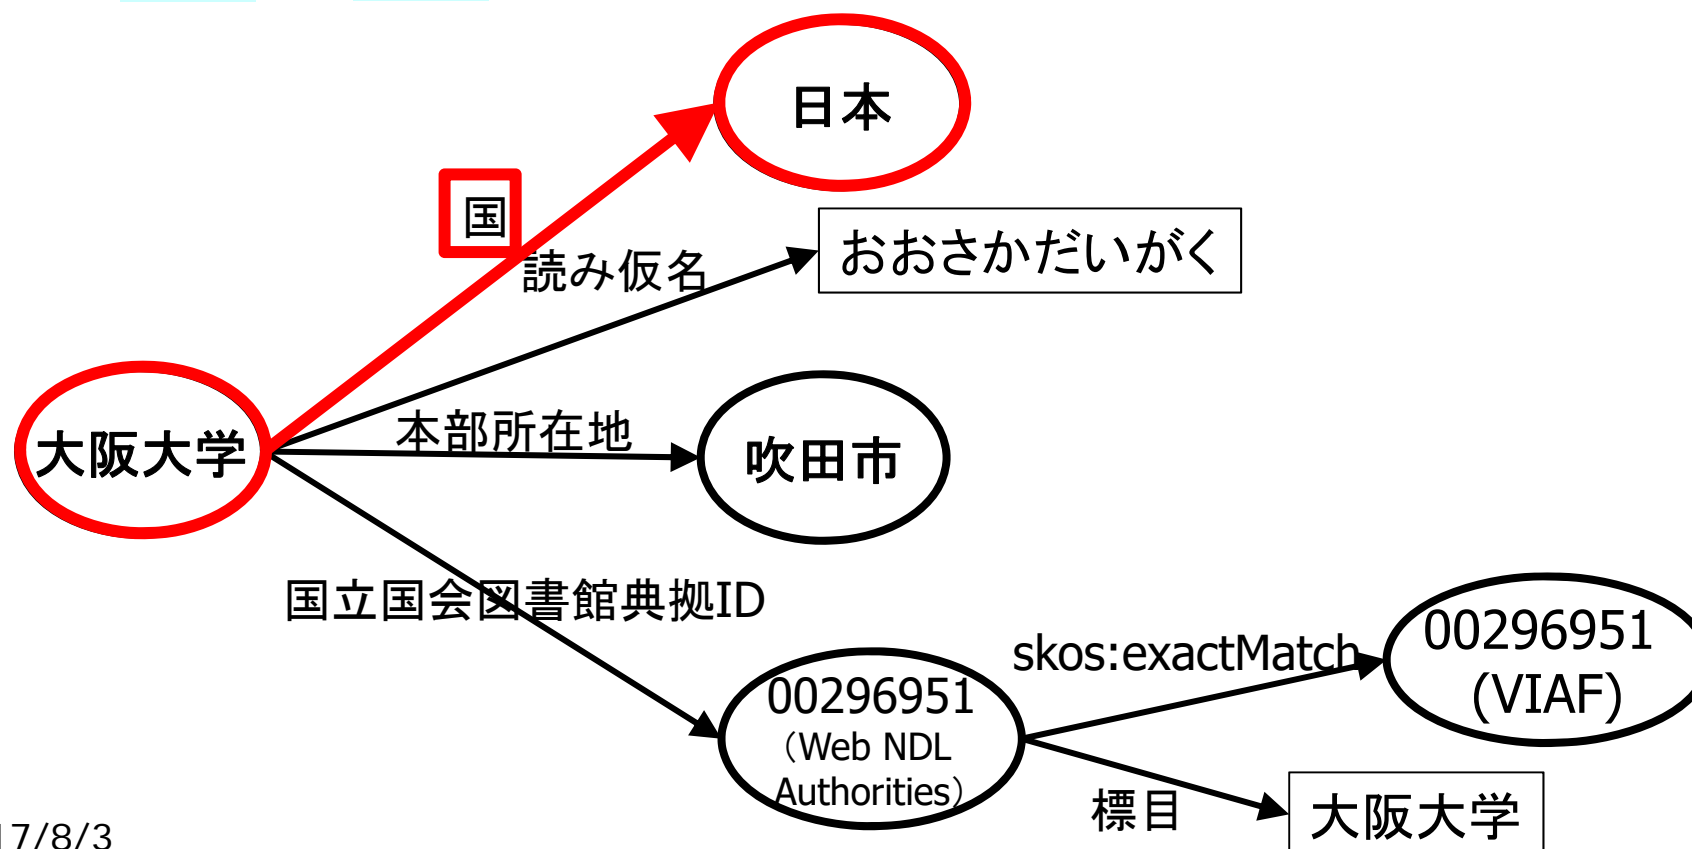 日本
国
読み仮名
おおさかだいがく
大阪大学
本部所在地
吹田市
国立国会図書館典拠ID
00296951
（Web NDL
Authorities）
skos:exactMatch
00296951
(VIAF)
標目
大阪大学
17/8/3